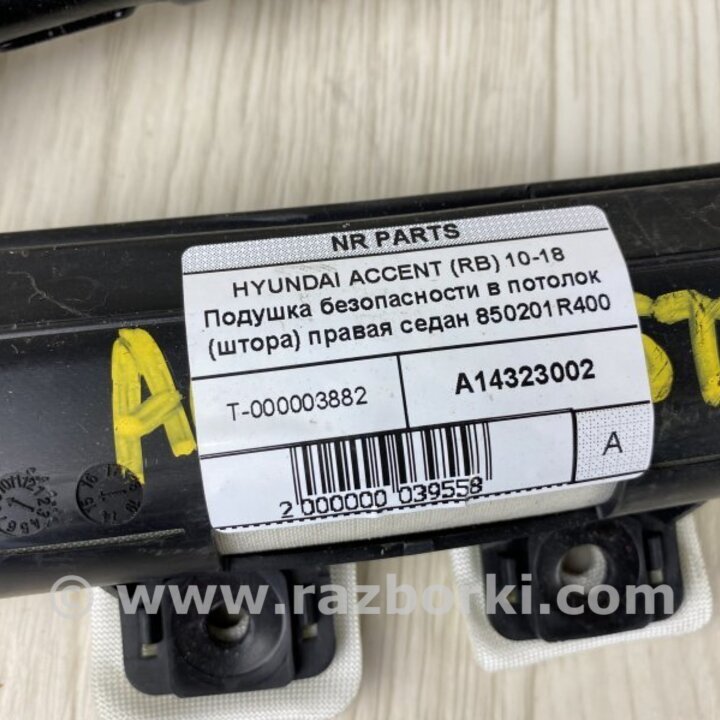 NR PARTS
HYUNDAI ACCENT (RB) 10-18
Подушка безопасности в потолок
(штора) правая седан 850201R400
T-000003882
A14323002
A
2 000000 039558
© www.razborki.com